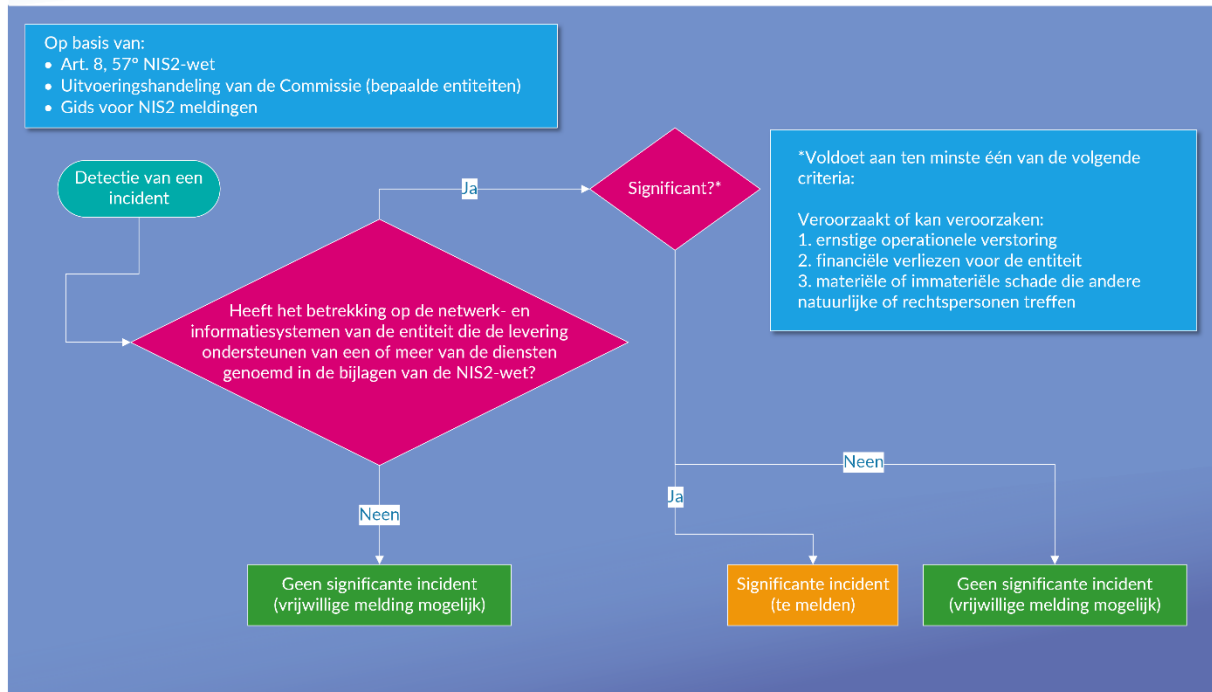 Op basis van:
• Art. 8, 57° NIS2-wet
• Uitvoeringshandeling van de Commissie (bepaalde entiteiten)
• Gids voor NIS2 meldingen
Detectie van een
incident
Ja
Significant?*
*Voldoet aan ten minste één van de volgende
criteria:
Veroorzaakt of kan veroorzaken:
1. ernstige operationele verstoring
2. financiële verliezen voor de entiteit
3. materiële of immateriële schade die andere
natuurlijke of rechtspersonen treffen
Heeft het betrekking op de netwerk- en
informatiesystemen van de entiteit die de levering
ondersteunen van een of meer van de diensten
genoemd in de bijlagen van de NIS2-wet?
Neen
Ja
Neen
Geen significante incident
(vrijwillige melding mogelijk)
Significante incident
(te melden)
Geen significante incident
(vrijwillige melding mogelijk)